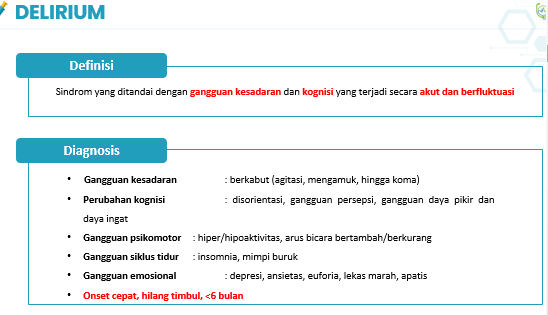 DELIRIUM
Definisi
Sindrom yang ditandai dengan gangguan kesadaran dan kognisi yang terjadi secara akut dan berfluktuasi
Diagnosis
• Gangguan kesadaran : berkabut (agitasi, mengamuk, hingga koma)
• Perubahan kognisi : disorientasi, gangguan persepsi, gangguan daya pikir dan
daya ingat
• Gangguan psikomotor : hiper/hipoaktivitas, arus bicara bertambah/berkurang
• Gangguan siklus tidur : insomnia, mimpi buruk
• Gangguan emosional : depresi, ansietas, euforia, lekas marah, apatis
• Onset cepat, hilang timbul, <6 bulan